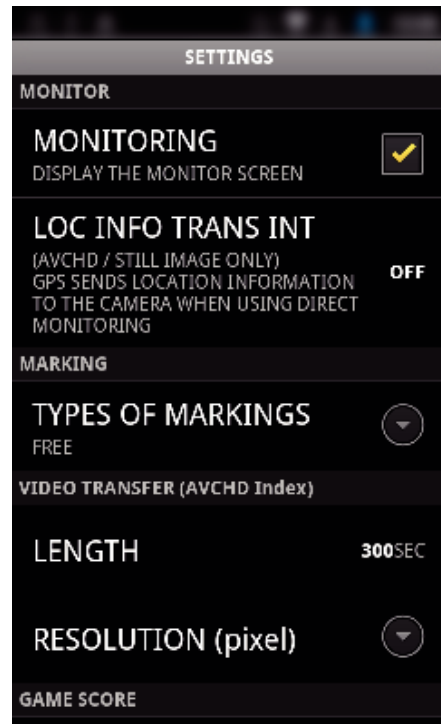 SETTINGS
MONITOR
MONITORING
DISPLAY THE MONITOR SCREEN
LOC INFO TRANS INT
(AVCHD / STILL IMAGE ONLY)
GPS SENDS LOCATION INFORMATION
TO THE CAMERA WHEN USING DIRECT
MONITORING
OFF
MARKING
TYPES OF MARKINGS
FREE
VIDEO TRANSFER (AVCHD Index)
LENGTH
300SEC
RESOLUTION (pixel)
GAME SCORE